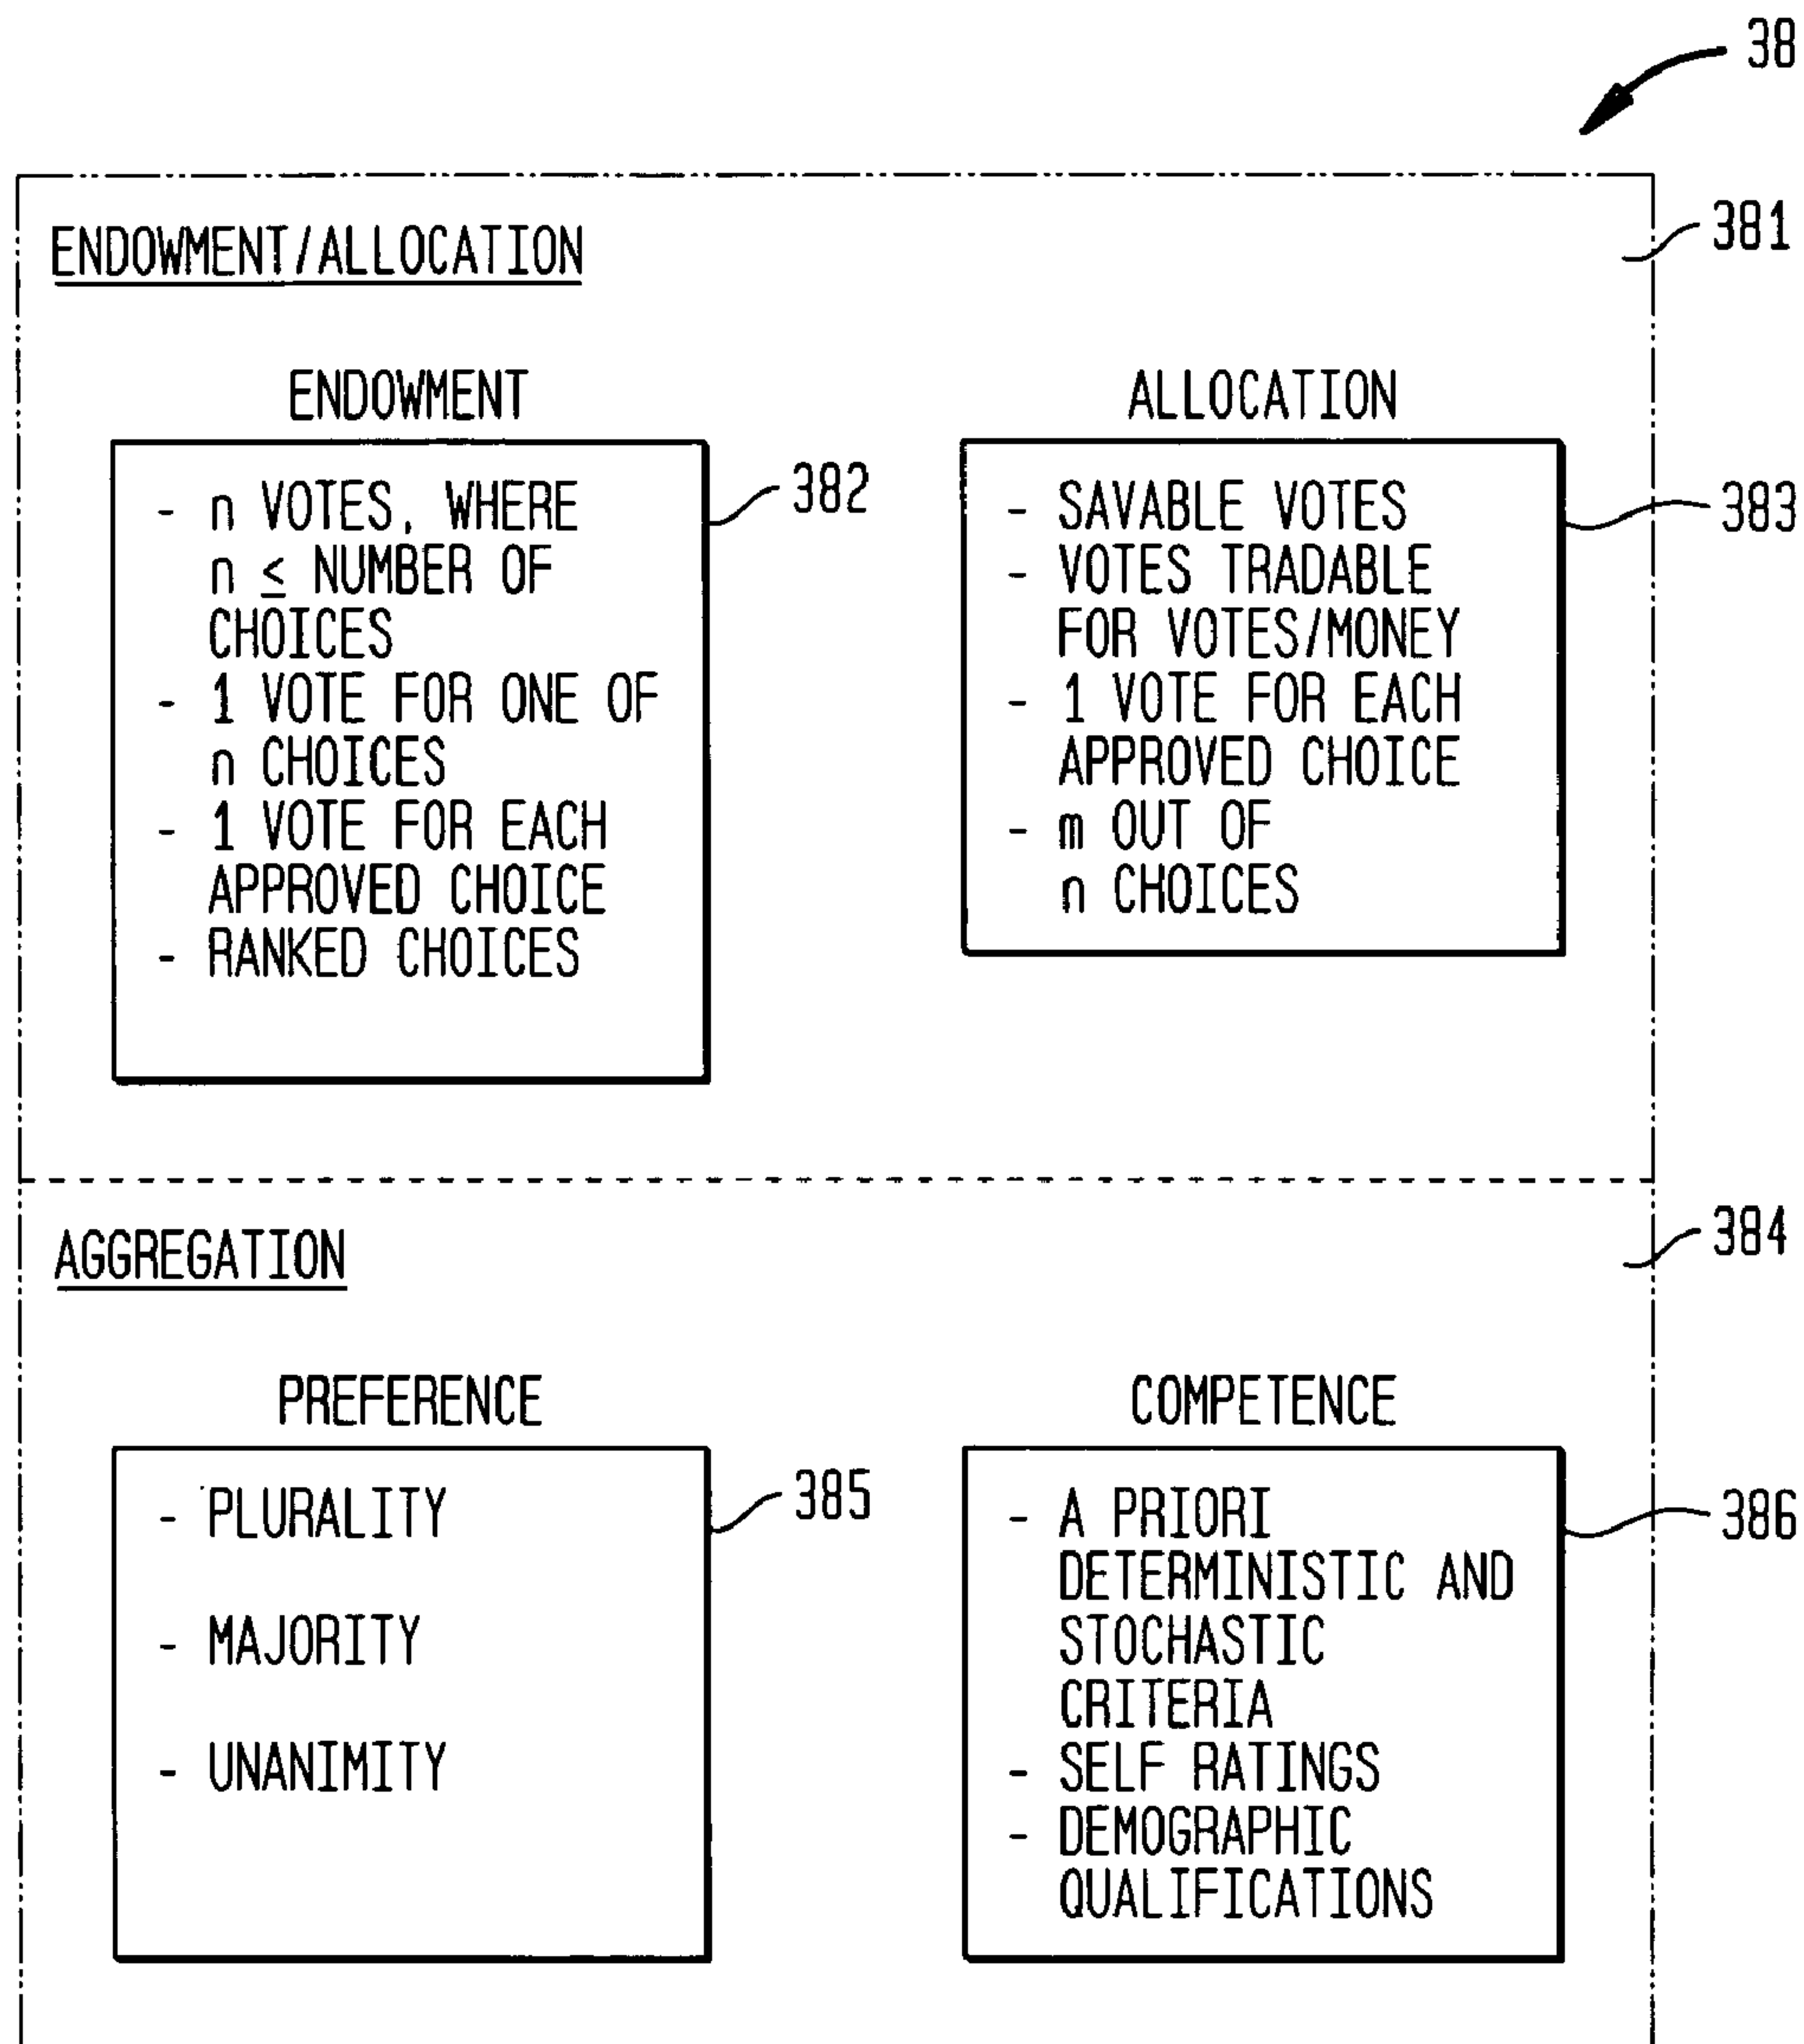 38
381
ENDOWMENT/ALLOCATION
ENDOWMENT
382
- n VOTES, WHERE
n ≤ NUMBER OF
CHOICES
- 1 VOTE FOR ONE OF
n CHOICES
- 1 VOTE FOR EACH
APPROVED CHOICE
- RANKED CHOICES
ALLOCATION
383
- SAVABLE VOTES
- VOTES TRADABLE
FOR VOTES/MONEY
- 1 VOTE FOR EACH
APPROVED CHOICE
- m OUT OF
n CHOICES
384
AGGREGATION
PREFERENCE
385
- PLURALITY
- MAJORITY
- UNANIMITY
COMPETENCE
386
- A PRIORI
DETERMINISTIC AND
STOCHASTIC
CRITERIA
- SELF RATINGS
- DEMOGRAPHIC
QUALIFICATIONS